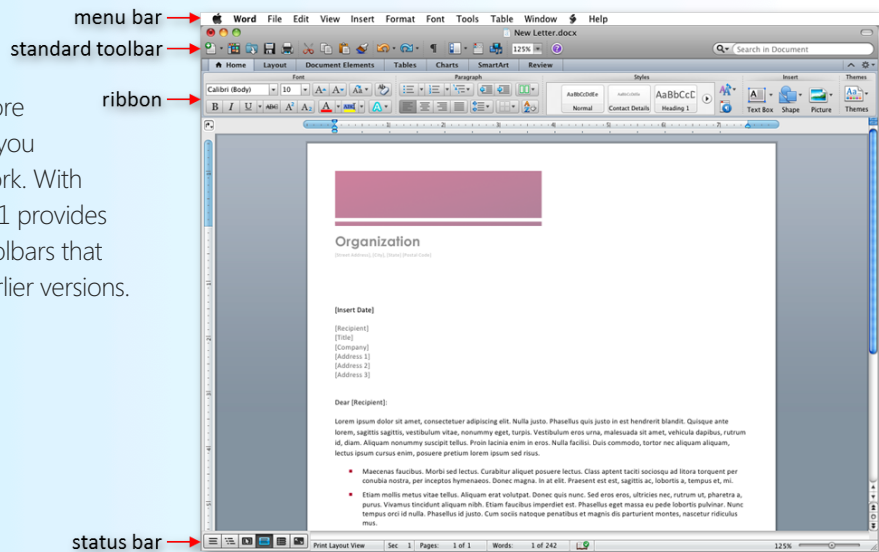 menu bar
Word File Edit View Insert Format Font Tools Table Window Help
New Letter.docx
standard toolbar
125%
Search in Document
Home Layout Document Elements Tables Charts SmartArt Review
Font Paragraph Styles Insert Themes
Calibri (Body) 10
AaBbCcDdEe AaBbCcDdEe AaBbCcC
ribbon
Normal Contact Details Heading 1 Text Box Shape Picture Themes
ore
you
ork. With
1 provides
olbars that
rlier versions.
Organization
[Street Address], [City], [State] [Postal Code]
[Insert Date]
[Recipient]
[Title]
[Company]
[Address 1]
[Address 2]
[Address 3]
Dear [Recipient]:
Lorem ipsum dolor sit amet, consectetuer adipiscing elit. Nulla justo. Phasellus quis justo in est hendrerit blandit. Quisque ante
lorem, sagittis sagittis, vestibulum vitae, nonummy eget, turpis. Vestibulum eros urna, malesuada sit amet, vehicula dapibus, rutrum
id, diam. Aliquam nonummy suscipit tellus. Proin lacinia enim in eros. Nulla facilisi. Duis commodo, tortor nec aliquam aliquam,
lectus ipsum cursus enim, posuere pretium lorem ipsum sed risus.
Maecenas faucibus. Morbi sed lectus. Curabitur aliquet posuere lectus. Class aptent taciti sociosqu ad litora torquent per
conubia nostra, per inceptos hymenaeos. Donec magna. In at elit. Praesent est est, sagittis ac, lobortis a, tempus et, mi.
Etiam mollis metus vitae tellus. Aliquam erat volutpat. Donec quis nunc. Sed eros eros, ultricies nec, rutrum ut, pharetra a,
purus. Vivamus tincidunt aliquam nibh. Etiam faucibus imperdiet est. Phasellus eget massa eu pede lobortis pulvinar. Nunc
tempus orci id nulla. Phasellus id justo. Cum sociis natoque penatibus et magnis dis parturient montes, nascetur ridiculus
mus.
status bar
Print Layout View Sec 1 Pages: 1 of 1 Words: 1 of 242 125%